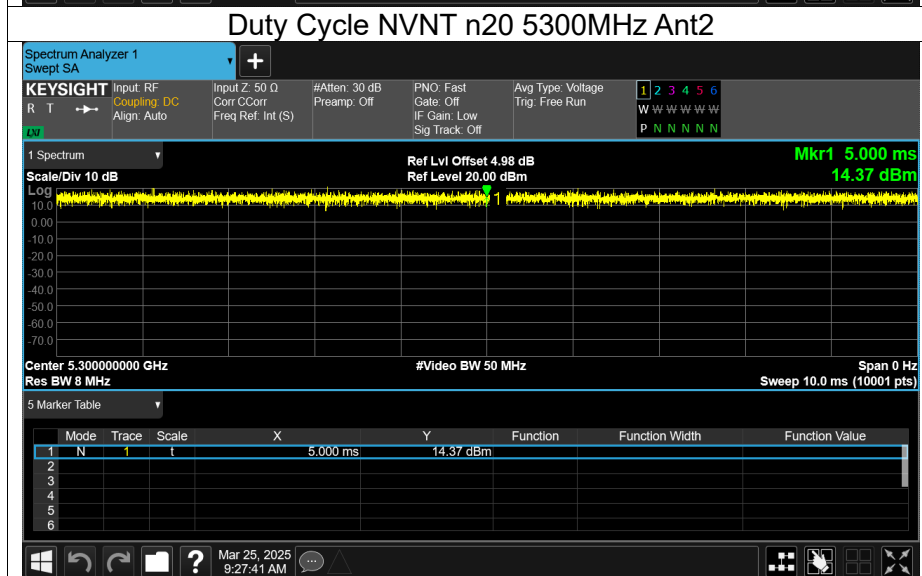 Duty Cycle NVNT n20 5300MHz Ant2
Spectrum Analyzer 1
Swept SA
+
KEYSIGHT Input: RF Input Z: 50 Ω #Atten: 30 dB PNO: Fast Avg Type: Voltage 1 2 3 4 5 6
R T Coupling: DC Corr CCorr Preamp: Off Gate: Off Trig: Free Run W W W W W W
Align: Auto Freq Ref: Int (S) IF Gain: Low
LXI Sig Track: Off P N N N N N
1 Spectrum Ref Lvl Offset 4.98 dB Mkr1 5.000 ms
Scale/Div 10 dB Ref Level 20.00 dBm 14.37 dBm
Log
10.0 1
0.00
-10.0
-20.0
-30.0
-40.0
-50.0
-60.0
-70.0
Center 5.300000000 GHz #Video BW 50 MHz Span 0 Hz
Res BW 8 MHz Sweep 10.0 ms (10001 pts)
5 Marker Table
Mode Trace Scale X Y Function Function Width Function Value
1 N 1 t 5.000 ms 14.37 dBm
2
3
4
5
6
? Mar 25, 2025
9:27:41 AM